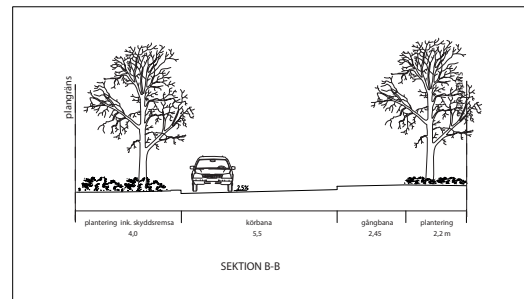 plangräns
2,5%
plantering ink. skyddsremsa
4,0
körbana
5,5
gångbana
2,45
plantering
2,2 m
SEKTION B-B